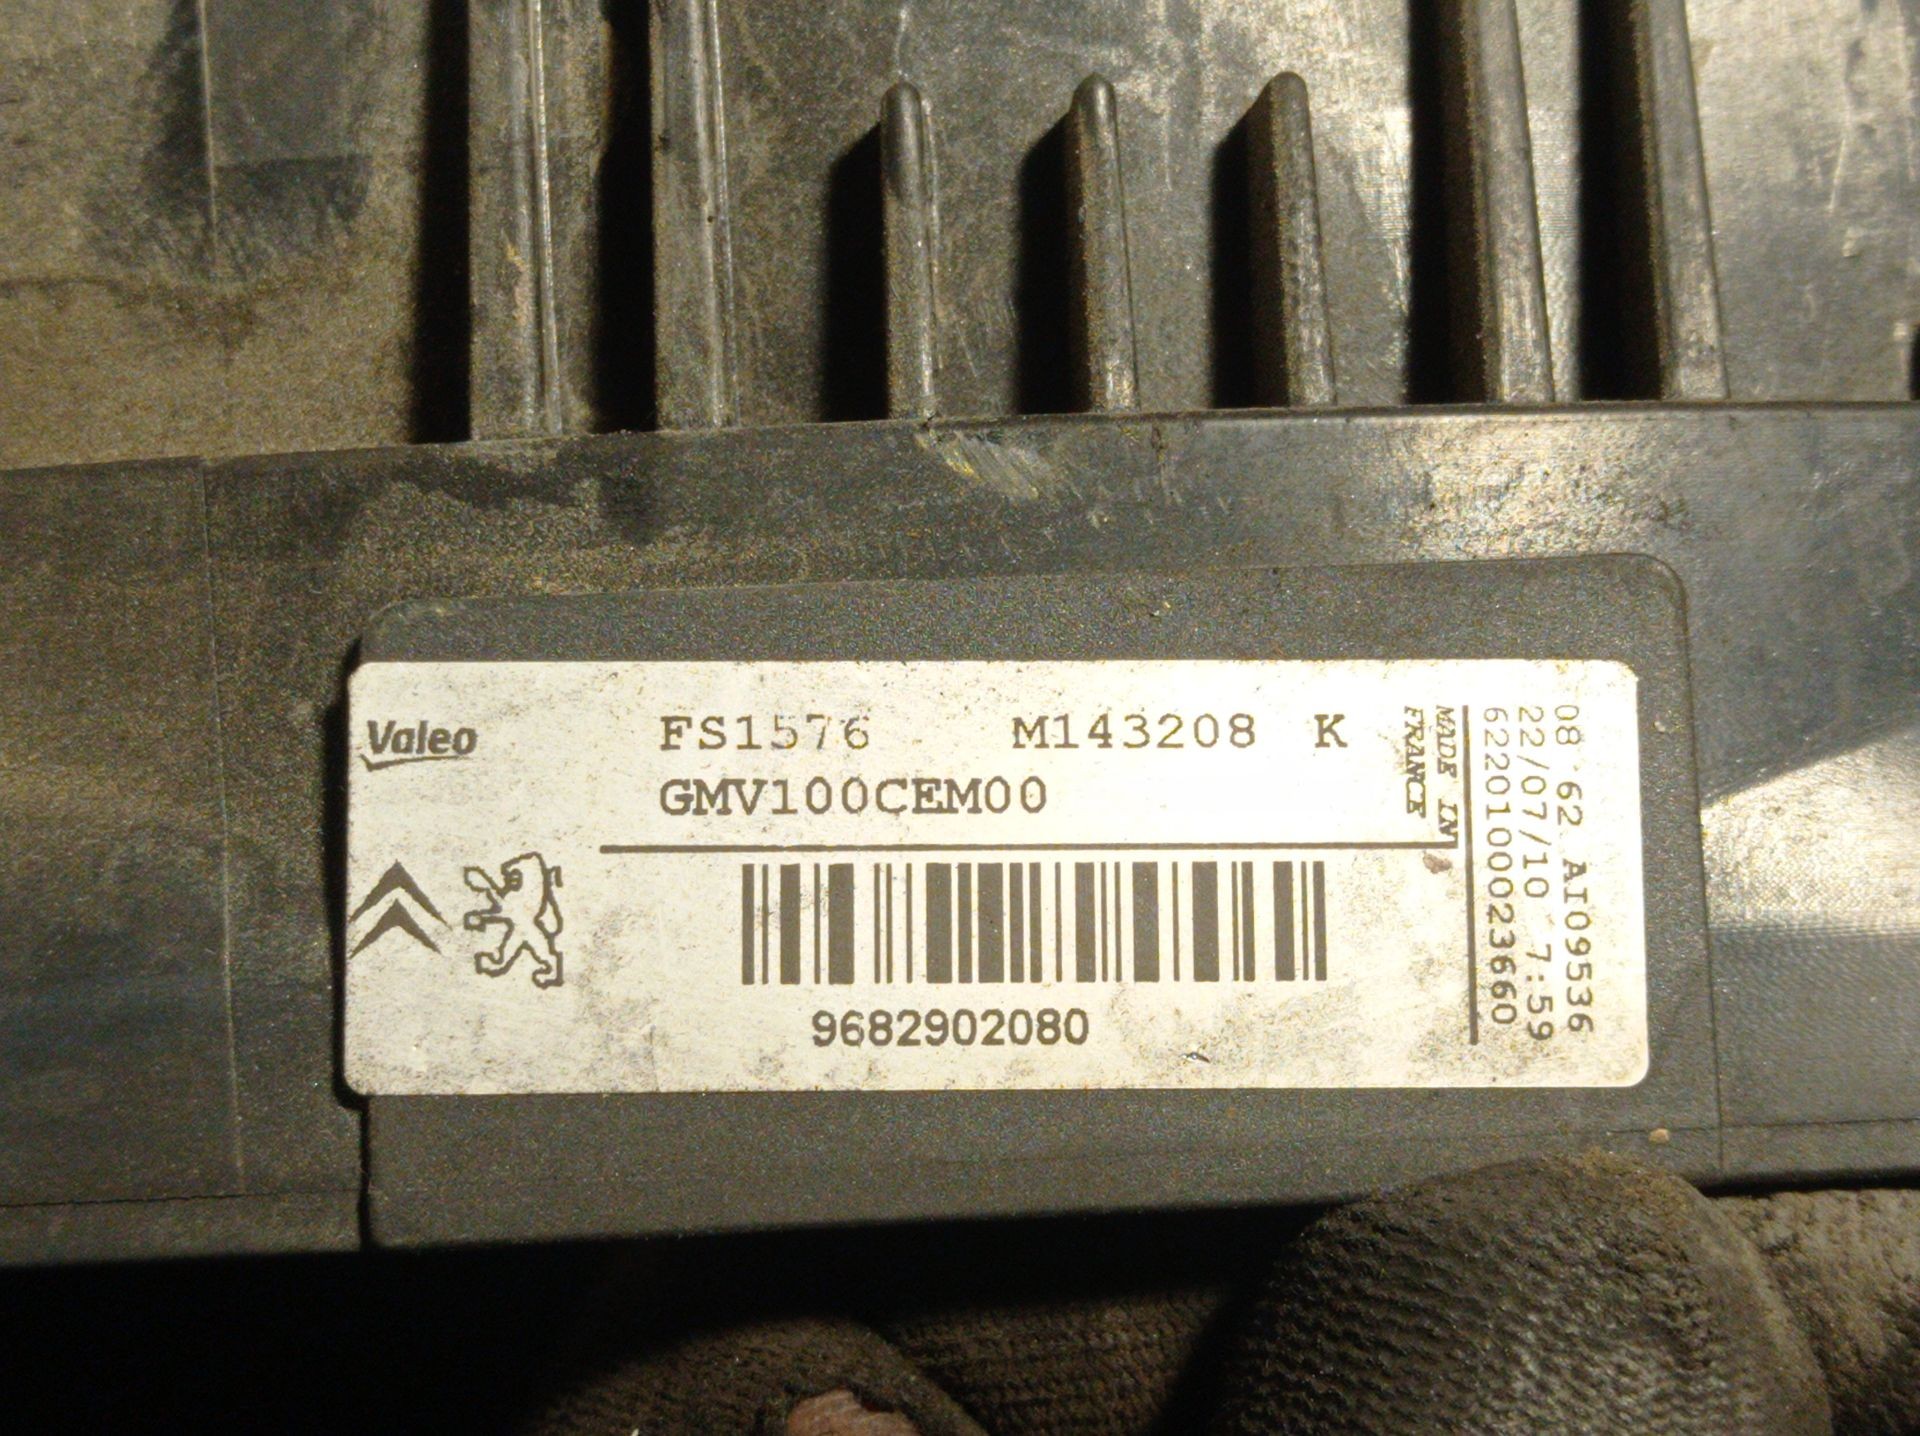 Valeo
FS1576 M143208 K
GMV100CEM00
MADE IN
FRANCE
9682902080
08 62 AI09536
22/07/10 7:59
6220100023660